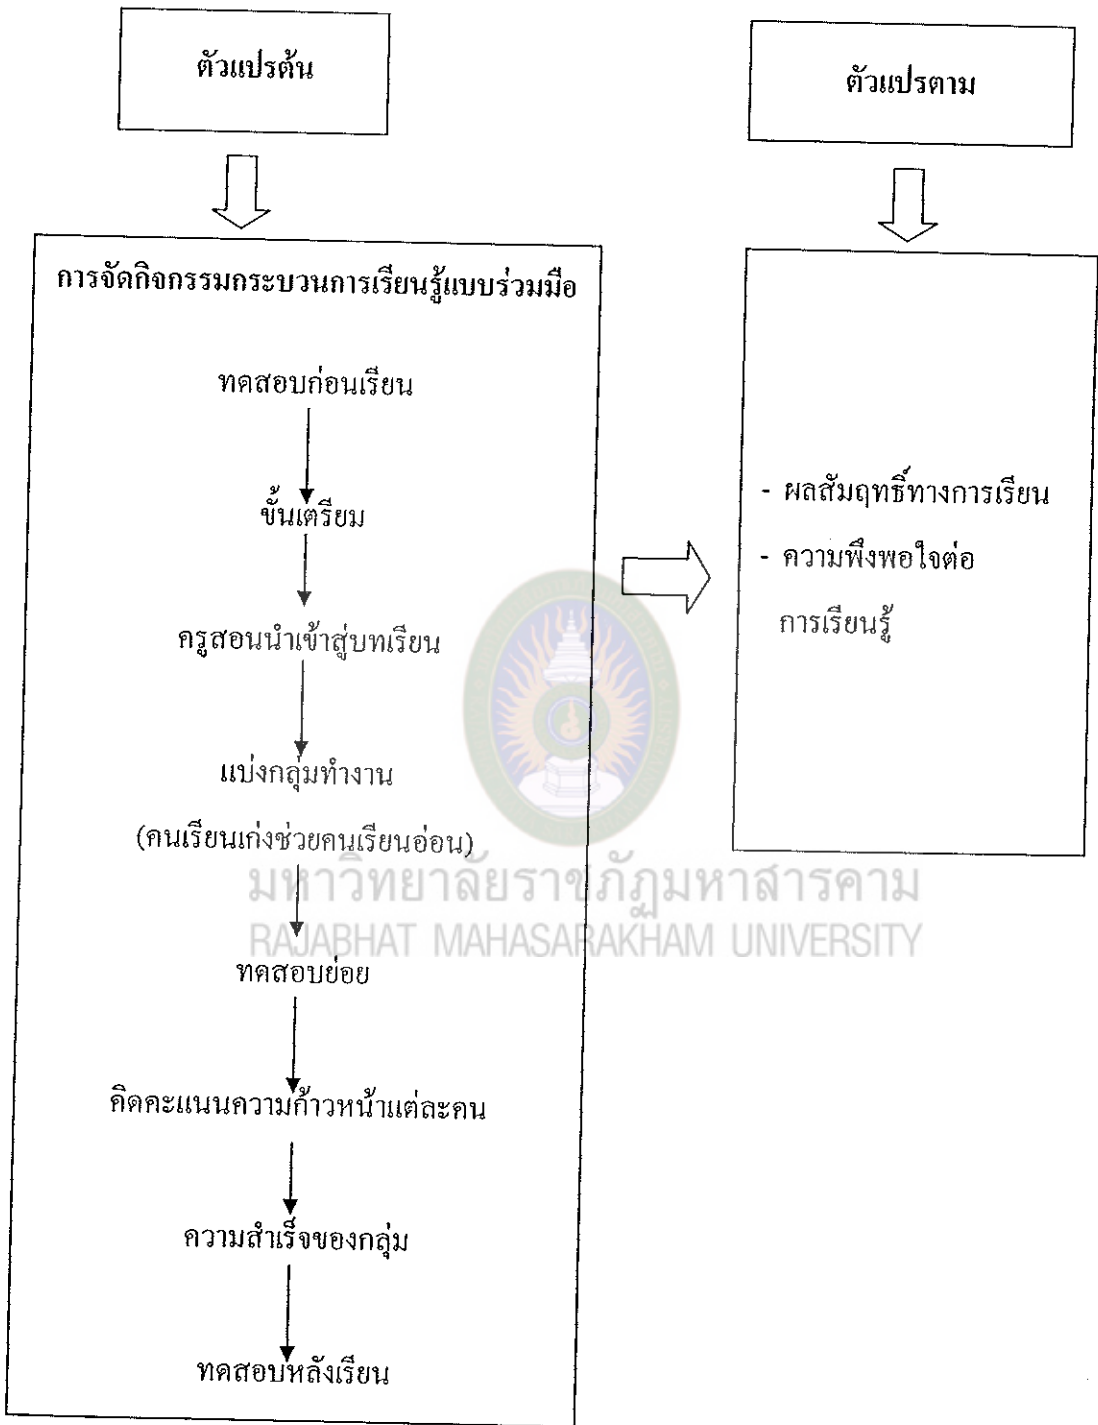 ตัวแปรต้น
ตัวแปรตาม
การจัดกิจกรรมกระบวนการเรียนรู้แบบร่วมมือ
ทดสอบก่อนเรียน
ขั้นเตรียม
ครูสอนนำเข้าสู่บทเรียน
แบ่งกลุ่มทำงาน
(คนเรียนเก่งช่วยคนเรียนอ่อน)
ทดสอบย่อย
คิดคะแนนความก้าวหน้าแต่ละคน
ความสำเร็จของกลุ่ม
ทดสอบหลังเรียน
- ผลสัมฤทธิ์ทางการเรียน
- ความพึงพอใจต่อ
การเรียนรู้
มหาวิทยาลัยราชภัฏมหาสารคาม
RAJABHAT MAHASARAKHAM UNIVERSITY